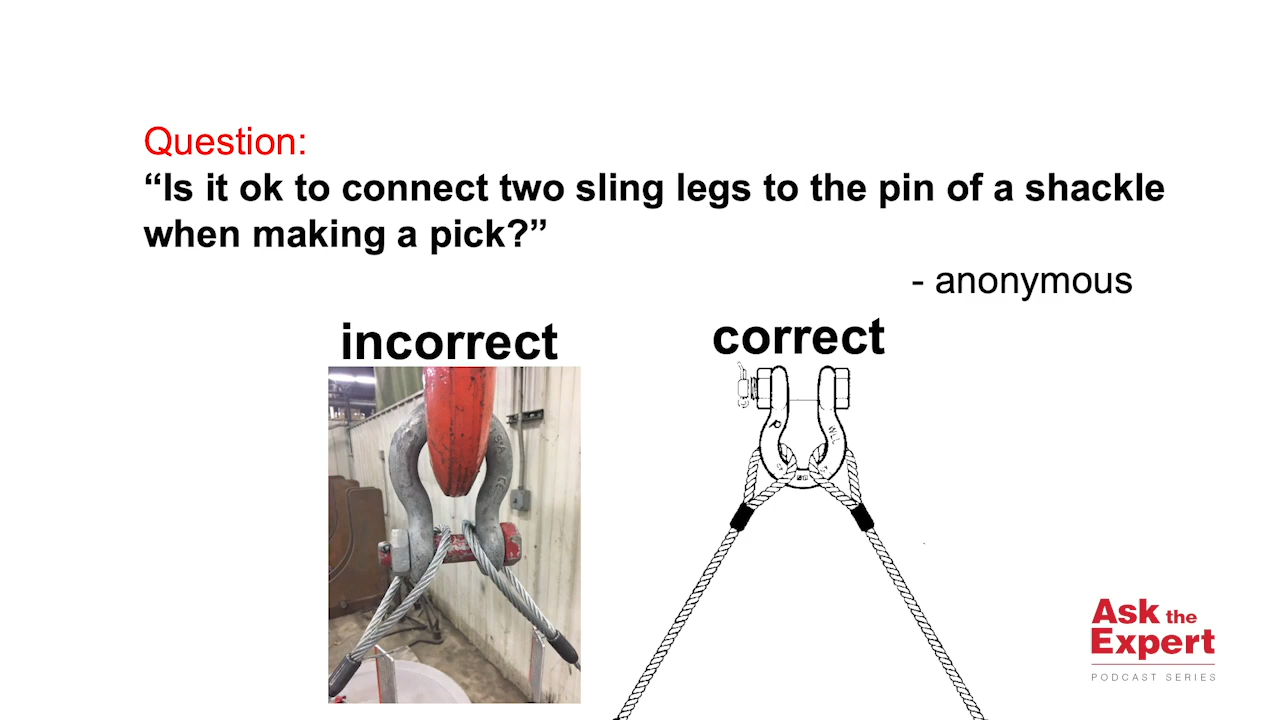 Question:
“Is it ok to connect two sling legs to the pin of a shackle
when making a pick?”
- anonymous
incorrect
correct
WLL
Ask the
Expert
PODCAST SERIES